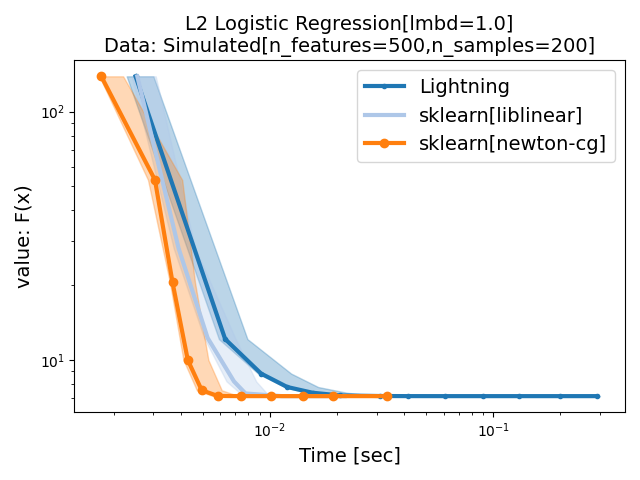 L2 Logistic Regression[lmbd=1.0]
Data: Simulated[n_features=500,n_samples=200]
Lightning
sklearn[liblinear]
sklearn[newton-cg]
value: F(x)
10²
10¹
10⁻²
10⁻¹
Time [sec]